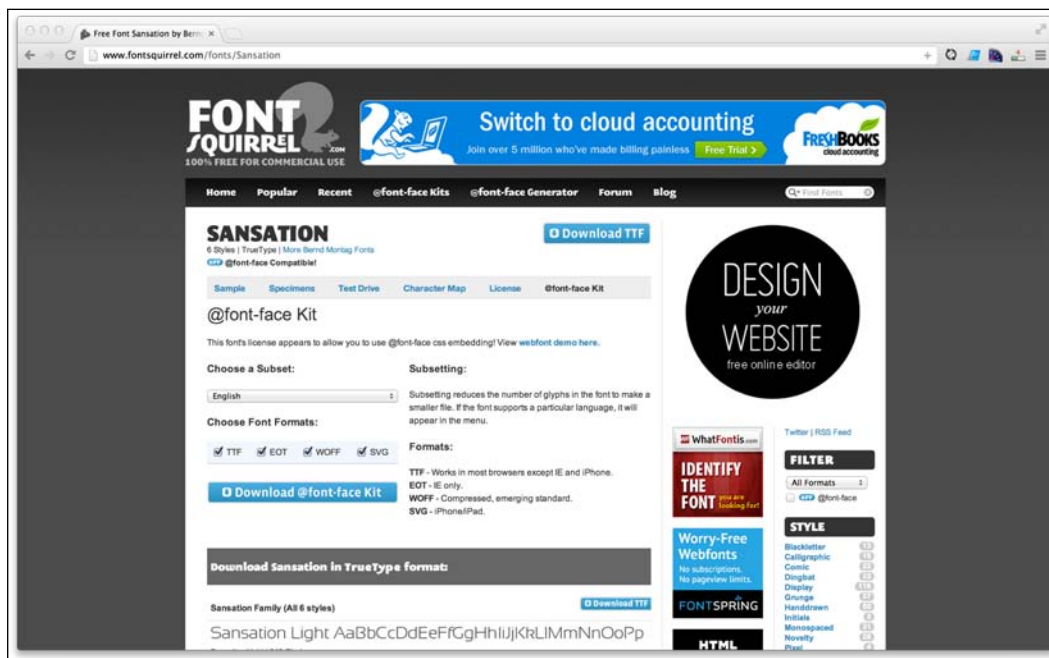 Free Font Sansation by Bern
www.fontsquirrel.com/fonts/Sansation
FONT
SQUIRREL.COM
100% FREE FOR COMMERCIAL USE
Switch to cloud accounting
Join over 5 million who've made billing painless Free Trial >
FRESHBOOKS
cloud accounting
Home Popular Recent @font-face Kits @font-face Generator Forum Blog
Find Fonts
SANSATION
Download TTF
6 Styles | TrueType | More Bernd Montag Fonts
@font-face Compatible!
Sample Specimens Test Drive Character Map License @font-face Kit
@font-face Kit
This font's license appears to allow you to use @font-face css embedding! View webfont demo here.
Choose a Subset:
English
Choose Font Formats:
TTF EOT WOFF SVG
Download @font-face Kit
Subsetting:
Subsetting reduces the number of glyphs in the font to make a
smaller file. If the font supports a particular language, it will
appear in the menu.
Formats:
TTF - Works in most browsers except IE and iPhone.
EOT - IE only.
WOFF - Compressed, emerging standard.
SVG - iPhone/iPad.
Download Sansation in TrueType format:
Sansation Family (All 6 styles)
Download TTF
Sansation Light AaBbCcDdEeFfGgHhIiJjKkLlMmNnOoPp
DESIGN
your
WEBSITE
free online editor
WhatFontis.com
IDENTIFY
THE
FONT you are
looking for!
Worry-Free
Webfonts
No subscriptions.
No pageview limits.
FONTSPRING
HTML
Twitter | RSS Feed
FILTER
All Formats
@font-face
STYLE
Blackletter
Calligraphic
Comic
Dingbat
Display
Grunge
Handdrawn
Initials
Monospaced
Novelty
Pixel